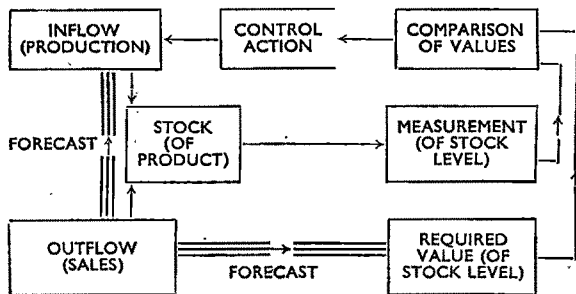 INFLOW
(PRODUCTION)
CONTROL
ACTION
COMPARISON
OF VALUES
FORECAST
STOCK
(OF
PRODUCT)
MEASUREMENT
(OF STOCK
LEVEL)
OUTFLOW
(SALES)
FORECAST
REQUIRED
VALUE (OF
STOCK LEVEL)